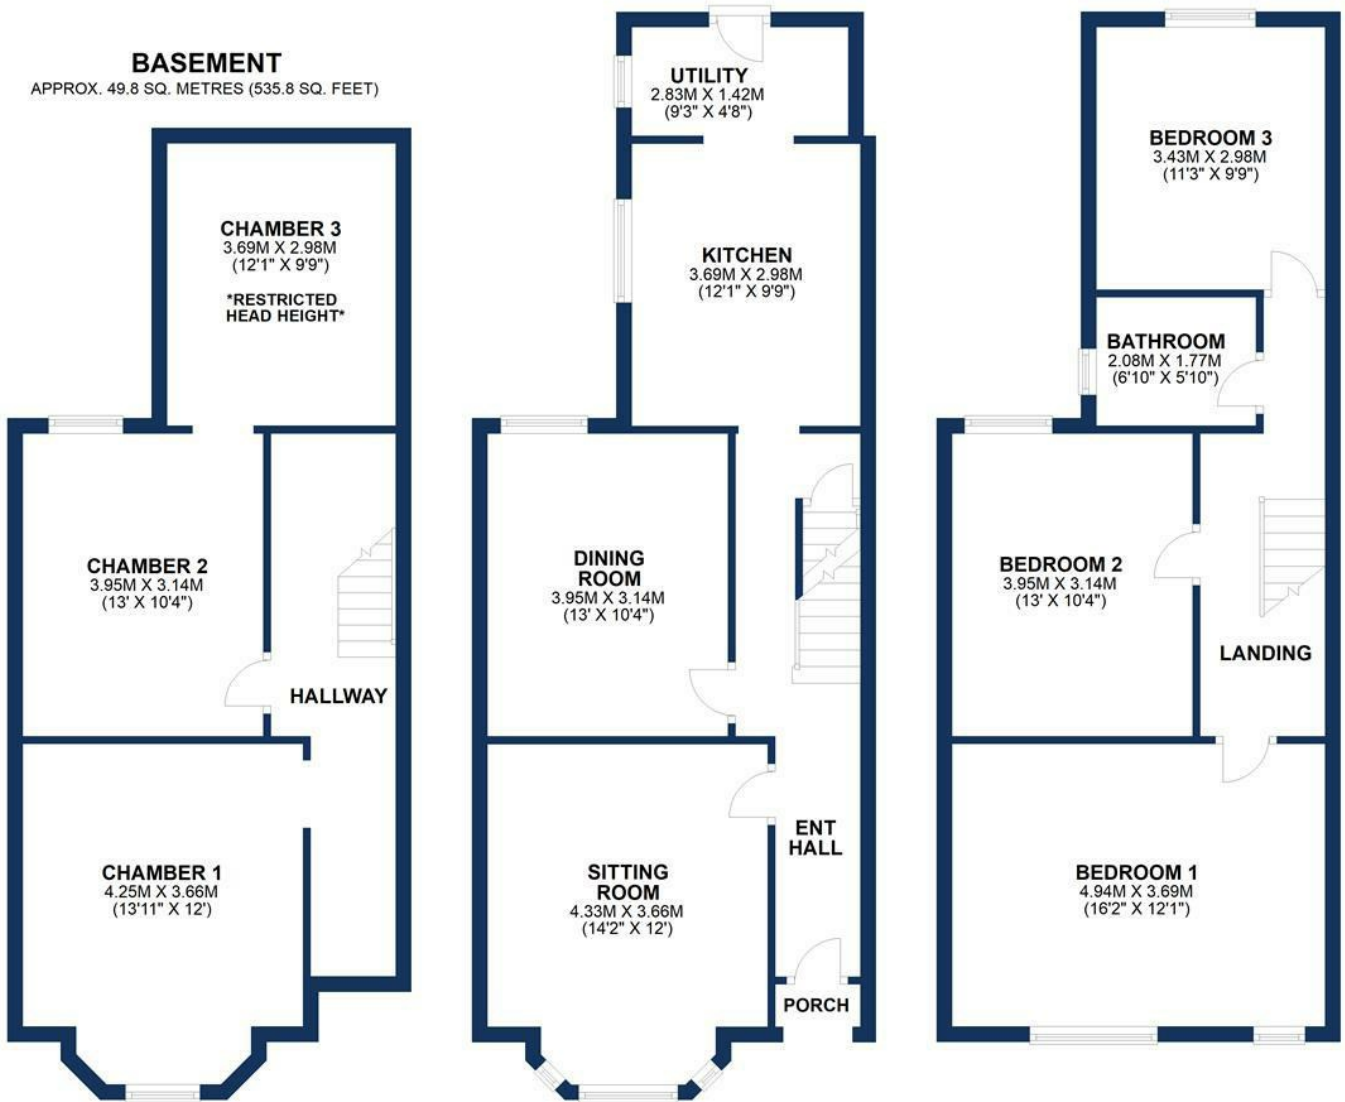 BASEMENT
APPROX. 49.8 SQ. METRES (535.8 SQ. FEET)
CHAMBER 3
3.69M X 2.98M
(12'1" X 9'9")
*RESTRICTED
HEAD HEIGHT*
CHAMBER 2
3.95M X 3.14M
(13' X 10'4")
HALLWAY
CHAMBER 1
4.25M X 3.66M
(13'11" X 12')
UTILITY
2.83M X 1.42M
(9'3" X 4'8")
KITCHEN
3.69M X 2.98M
(12'1" X 9'9")
DINING
ROOM
3.95M X 3.14M
(13' X 10'4")
SITTING
ROOM
4.33M X 3.66M
(14'2" X 12')
ENT
HALL
PORCH
BEDROOM 3
3.43M X 2.98M
(11'3" X 9'9")
BATHROOM
2.08M X 1.77M
(6'10" X 5'10")
BEDROOM 2
3.95M X 3.14M
(13' X 10'4")
LANDING
BEDROOM 1
4.94M X 3.69M
(16'2" X 12'1")